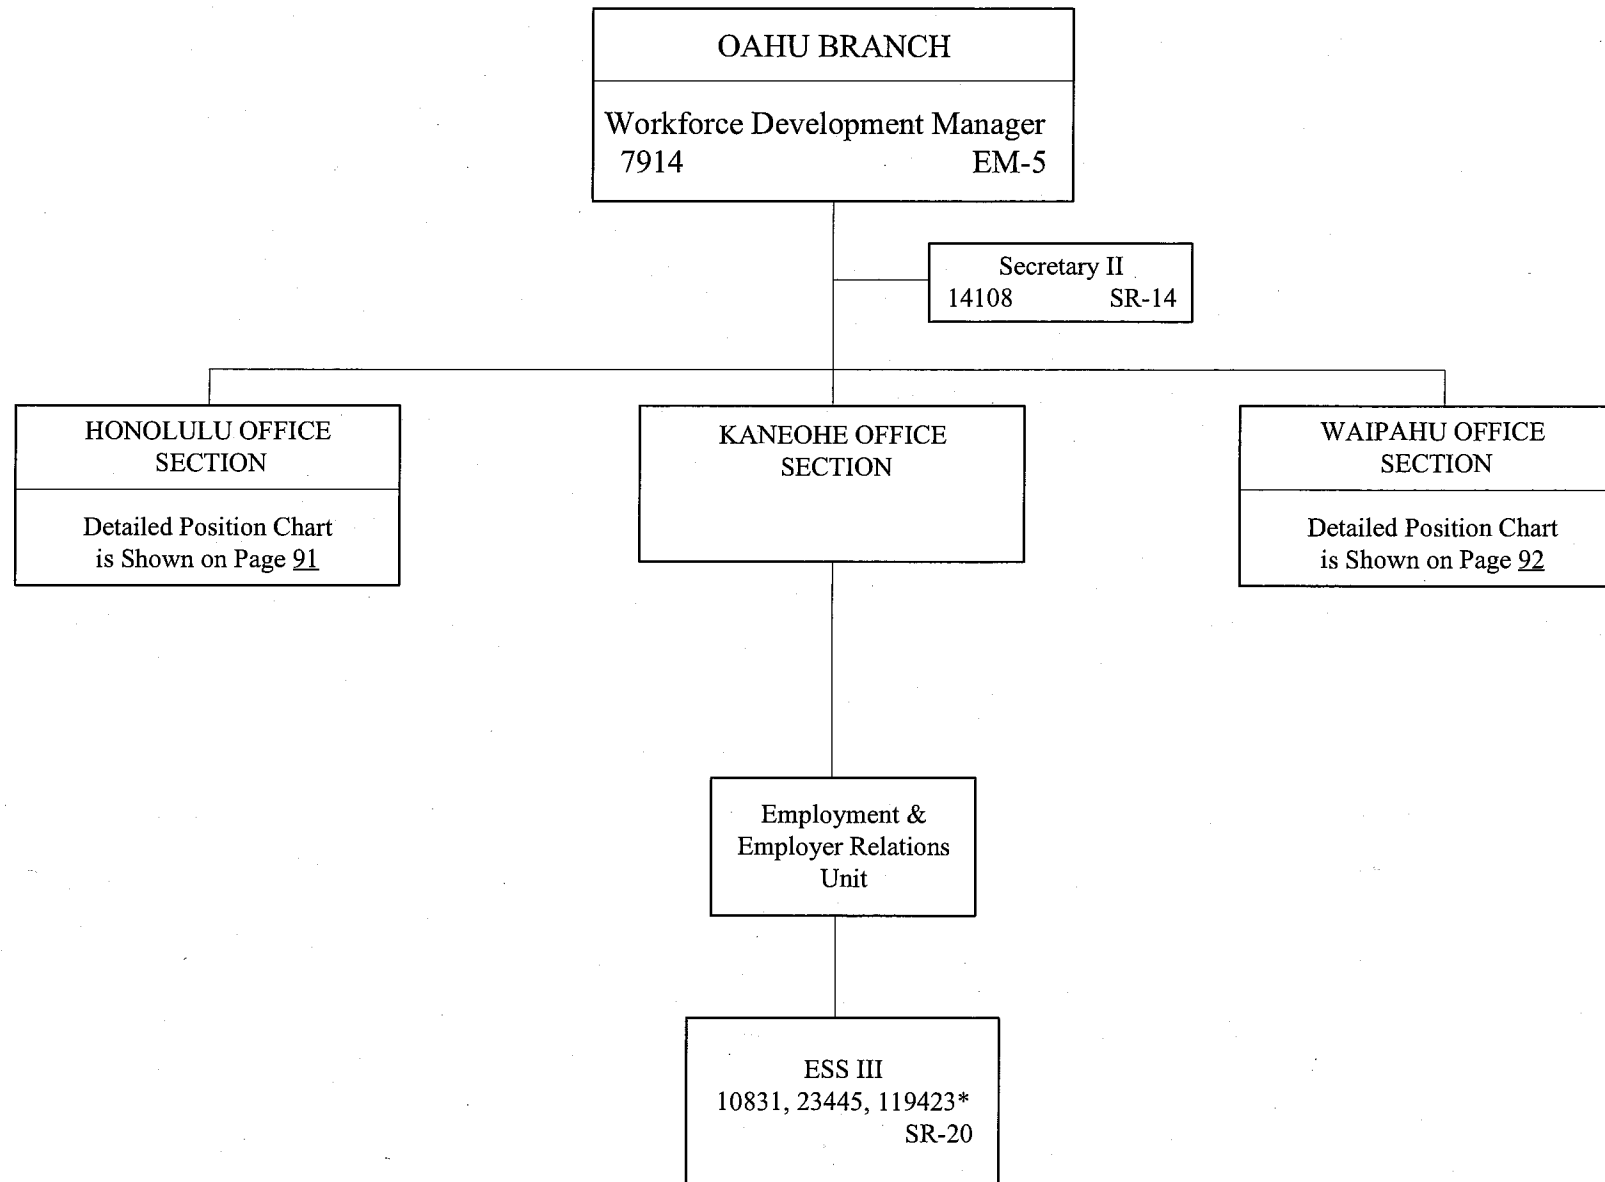 OAHU BRANCH
Workforce Development Manager
7914 EM-5
Secretary II
14108 SR-14
HONOLULU OFFICE
SECTION
Detailed Position Chart
is Shown on Page 91
KANEOHE OFFICE
SECTION
WAIPAHU OFFICE
SECTION
Detailed Position Chart
is Shown on Page 92
Employment &
Employer Relations
Unit
ESS III
10831, 23445, 119423*
SR-20